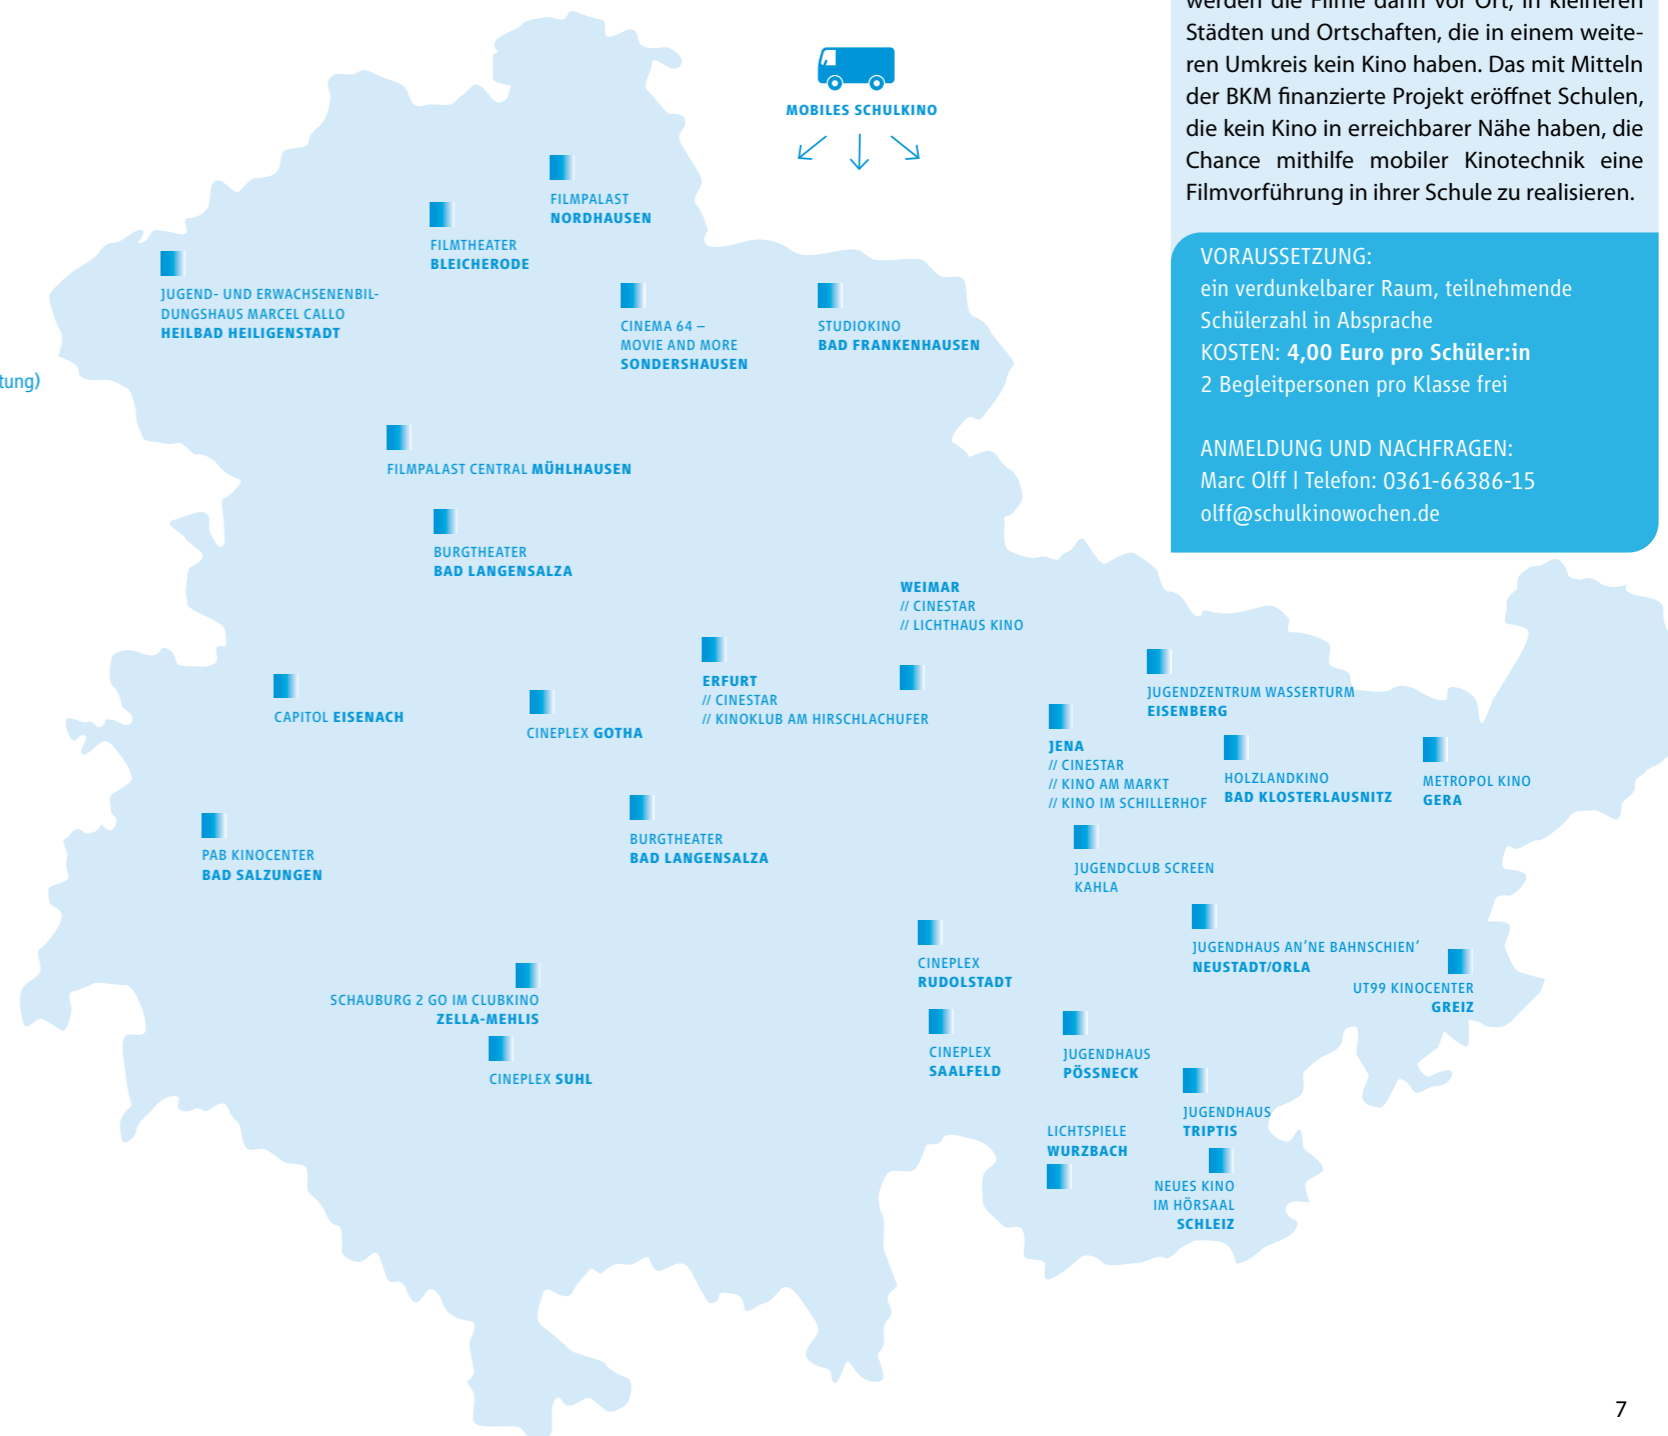 werden die Filme dann vor Ort, in kleineren
Städten und Ortschaften, die in einem weite-
ren Umkreis kein Kino haben. Das mit Mitteln
der BKM finanzierte Projekt eröffnet Schulen,
die kein Kino in erreichbarer Nähe haben, die
Chance mithilfe mobiler Kinotechnik eine
Filmvorführung in ihrer Schule zu realisieren.
VORAUSSETZUNG:
ein verdunkelbarer Raum, teilnehmende
Schülerzahl in Absprache
KOSTEN: 4,00 Euro pro Schüler:in
2 Begleitpersonen pro Klasse frei
ANMELDUNG UND NACHFRAGEN:
Marc Olff | Telefon: 0361-66386-15
olff@schulkinowochen.de
MOBILES SCHULKINO
FILMPALAST
NORDHAUSEN
FILMTHEATER
BLEICHERODE
JUGEND- UND ERWACHSENENBIL-
DUNGSHAUS MARCEL CALLO
HEILBAD HEILIGENSTADT
CINEMA 64 –
MOVIE AND MORE
SONDERSHAUSEN
STUDIOKINO
BAD FRANKENHAUSEN
tung)
FILMPALAST CENTRAL MÜHLHAUSEN
BURGTHEATER
BAD LANGENSALZA
WEIMAR
// CINESTAR
// LICHTHAUS KINO
ERFURT
// CINESTAR
// KINOKLUB AM HIRSCHLACHUFER
CAPITOL EISENACH
CINEPLEX GOTHA
JUGENDZENTRUM WASSERTURM
EISENBERG
JENA
// CINESTAR
// KINO AM MARKT
// KINO IM SCHILLERHOF
HOLZLANDKINO
BAD KLOSTERLAUSNITZ
METROPOL KINO
GERA
PAB KINOCENTER
BAD SALZUNGEN
BURGTHEATER
BAD LANGENSALZA
JUGENDCLUB SCREEN
KAHLA
CINEPLEX
RUDOLSTADT
JUGENDHAUS AN’NE BAHNSCHIEN’
NEUSTADT/ORLA
UT99 KINOCENTER
GREIZ
SCHAUBURG 2 GO IM CLUBKINO
ZELLA-MEHLIS
CINEPLEX SUHL
CINEPLEX
SAALFELD
JUGENDHAUS
PÖSSNECK
JUGENDHAUS
TRIPTIS
LICHTSPIELE
WURZBACH
NEUES KINO
IM HÖRSAAL
SCHLEIZ
7